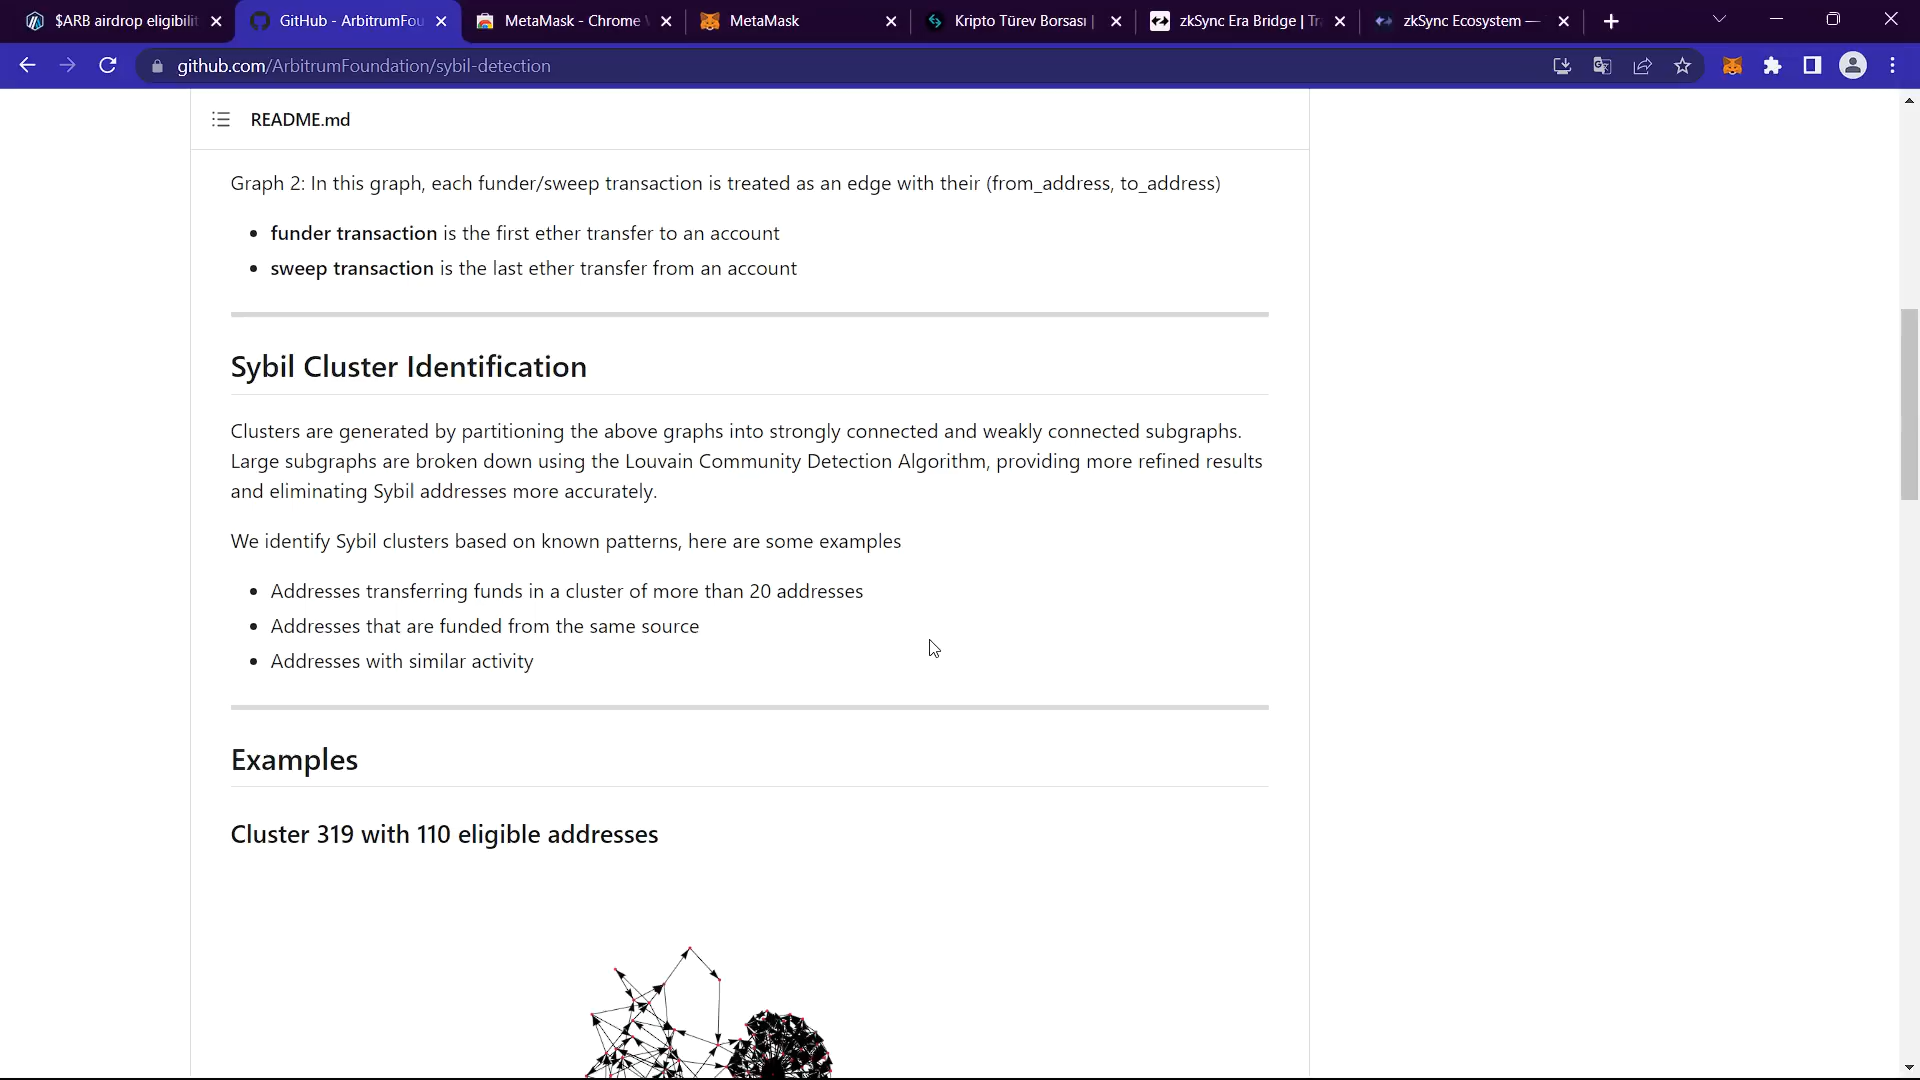 $ARB airdrop eligibilit
GitHub - ArbitrumFou
MetaMask - Chrome
MetaMask
Kripto Türev Borsası |
zkSync Era Bridge | Tr
zkSync Ecosystem —
github.com/ArbitrumFoundation/sybil-detection
README.md
Graph 2: In this graph, each funder/sweep transaction is treated as an edge with their (from_address, to_address)
• funder transaction is the first ether transfer to an account
• sweep transaction is the last ether transfer from an account
Sybil Cluster Identification
Clusters are generated by partitioning the above graphs into strongly connected and weakly connected subgraphs.
Large subgraphs are broken down using the Louvain Community Detection Algorithm, providing more refined results
and eliminating Sybil addresses more accurately.
We identify Sybil clusters based on known patterns, here are some examples
• Addresses transferring funds in a cluster of more than 20 addresses
• Addresses that are funded from the same source
• Addresses with similar activity
Examples
Cluster 319 with 110 eligible addresses